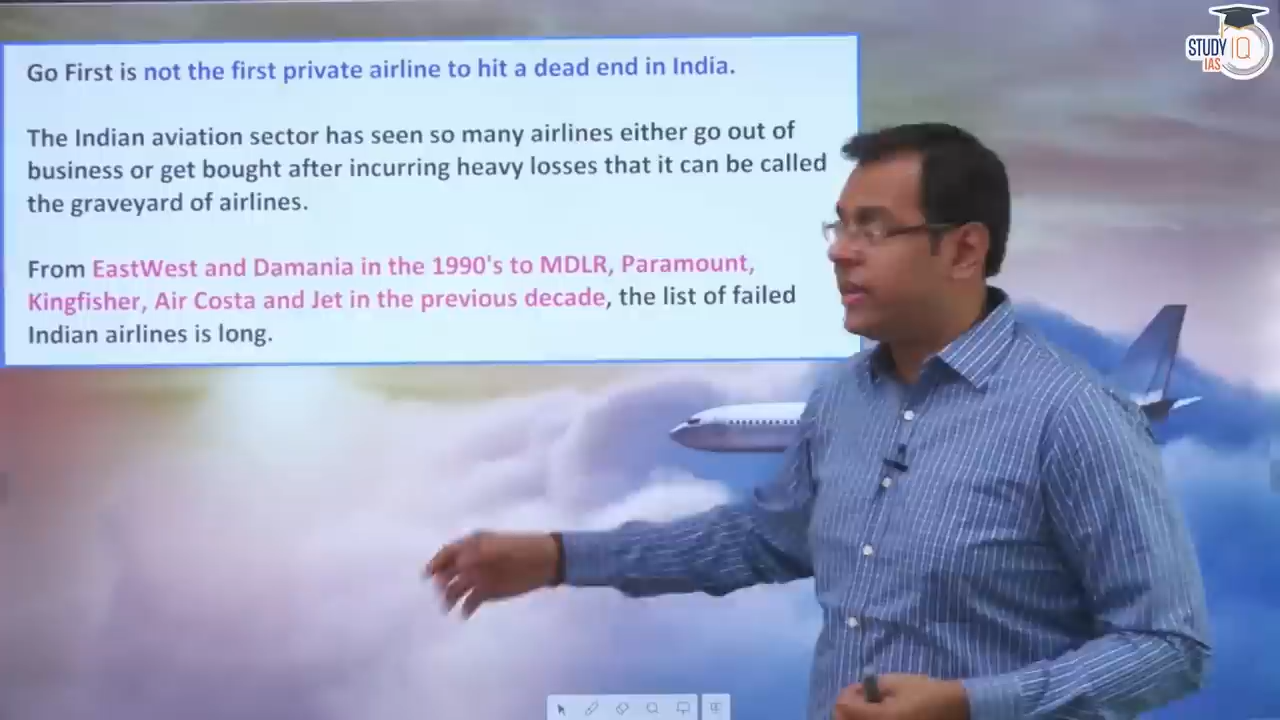 Go First is not the first private airline to hit a dead end in India.
The Indian aviation sector has seen so many airlines either go out of
business or get bought after incurring heavy losses that it can be called
the graveyard of airlines.
From EastWest and Damania in the 1990's to MDLR, Paramount,
Kingfisher, Air Costa and Jet in the previous decade, the list of failed
Indian airlines is long.
STUDY IQ
IAS